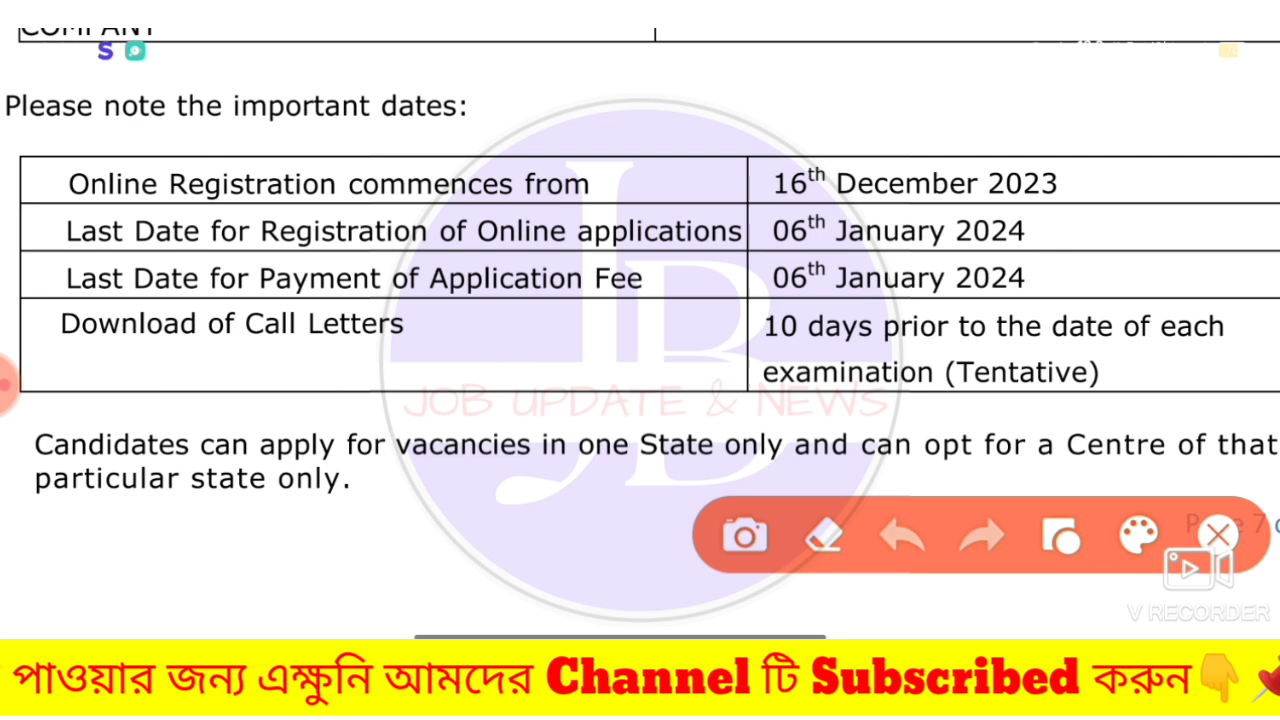 COMPANY
Please note the important dates:
Online Registration commences from 16th December 2023
Last Date for Registration of Online applications 06th January 2024
Last Date for Payment of Application Fee 06th January 2024
Download of Call Letters 10 days prior to the date of each
examination (Tentative)
JOB UPDATE & NEWS
Candidates can apply for vacancies in one State only and can opt for a Centre of that
particular state only.
V RECORDER
পাওয়ার জন্য এক্ষুনি আমদের Channel টি Subscribed করুন